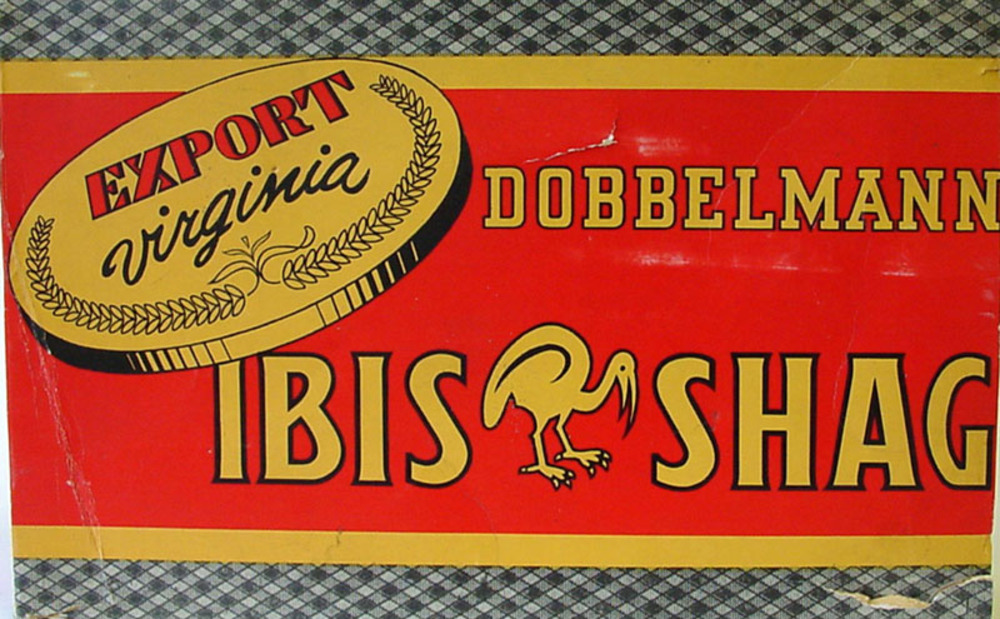 EXPORT
virginia
DOBBELMANN
IBIS SHAG